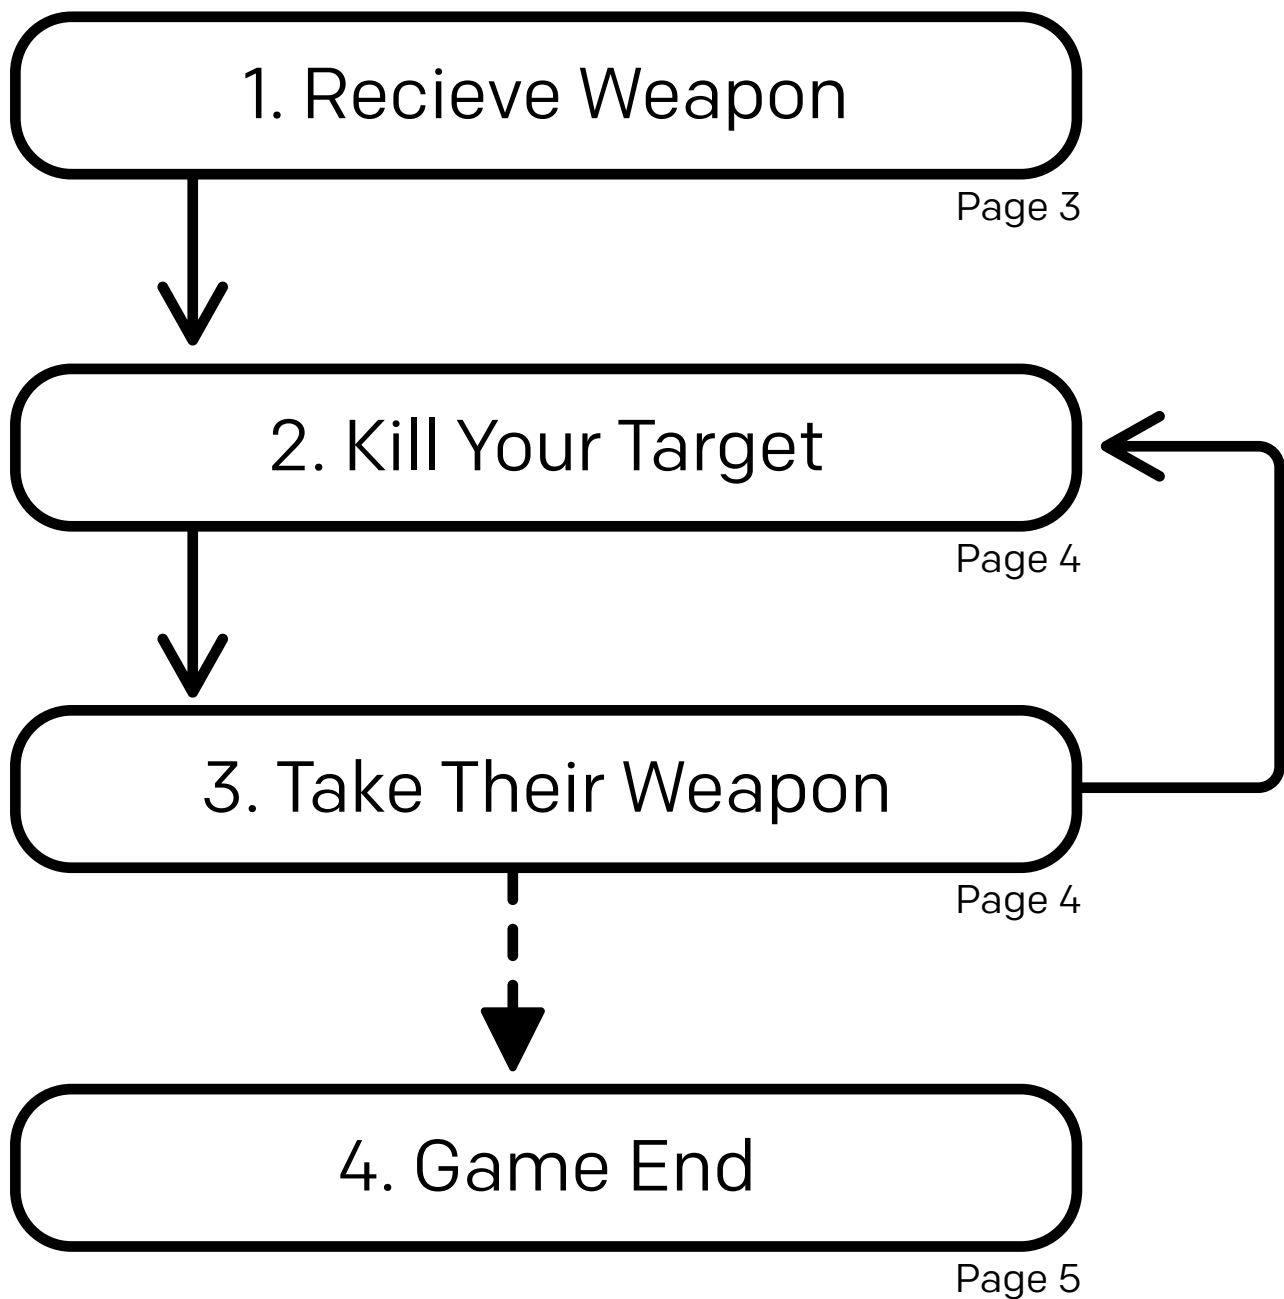 1. Recieve Weapon
Page 3
2. Kill Your Target
Page 4
3. Take Their Weapon
Page 4
4. Game End
Page 5